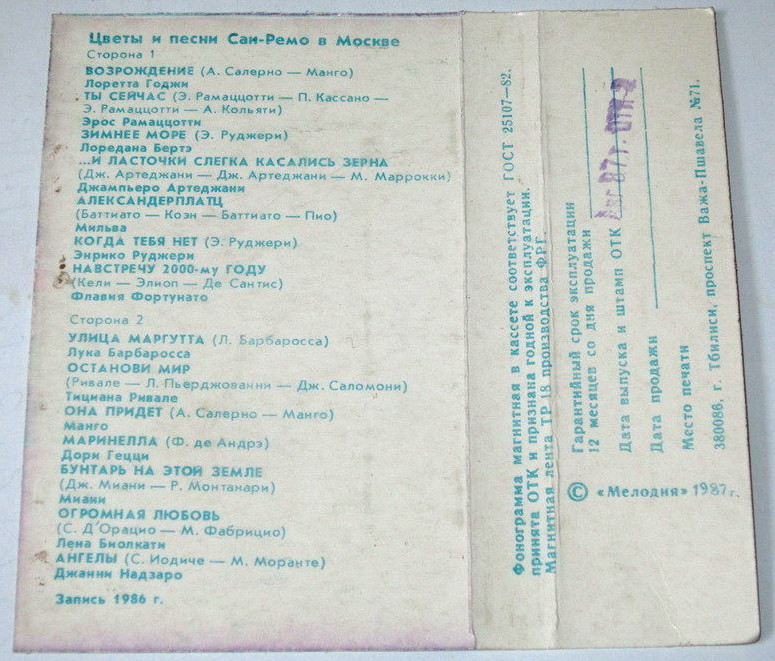 Цветы и песни Сан-Ремо в Москве
Сторона 1
ВОЗРОЖДЕНИЕ (А. Салерно — Манго)
Лоретта Годжи
ТЫ СЕЙЧАС (Э. Рамаццотти — П. Кассано —
Э. Рамаццотти — А. Кольяти)
Эрос Рамаццотти
ЗИМНЕЕ МОРЕ (Э. Руджери)
Лоредана Бертэ
...И ЛАСТОЧКИ СЛЕГКА КАСАЛИСЬ ЗЕРНА
(Дж. Артеджани — Дж. Артеджани — М. Маррокки)
Джампьеро Артеджани
АЛЕКСАНДЕРПЛАТЦ
(Баттиато — Коэн — Баттиато — Пио)
Мильва
КОГДА ТЕБЯ НЕТ (Э. Руджери)
Энрико Руджери
НАВСТРЕЧУ 2000-му ГОДУ
(Кели — Элиоп — Де Сантис)
Флавия Фортунато
Сторона 2
УЛИЦА МАРГУТТА (Л. Барбаросса)
Лука Барбаросса
ОСТАНОВИ МИР
(Ривале — Л. Пьерджованни — Дж. Саломони)
Тициана Ривале
ОНА ПРИДЕТ (А. Салерно — Манго)
Манго
МАРИНЕЛЛА (Ф. де Андрэ)
Дори Гецци
БУНТАРЬ НА ЭТОЙ ЗЕМЛЕ
(Дж. Миани — Р. Монтанари)
Миани
ОГРОМНАЯ ЛЮБОВЬ
(С. Д'Орацио — М. Фабрицио)
Лена Биолкати
АНГЕЛЫ (С. Иодиче — М. Моранте)
Джанни Надзаро
Запись 1986 г.
Фонограмма магнитная в кассете соответствует ГОСТ 25107—82.
принята ОТК и признана годной к эксплуатации.
Магнитная лента ТР 18 производства ФРГ.
Гарантийный срок эксплуатации
12 месяцев со дня продажи
Дата выпуска и штамп ОТК
Дата продажи
Место печати
380086, г. Тбилиси, проспект Важа-Пшавела №71.
© «Мелодия» 1987 г.